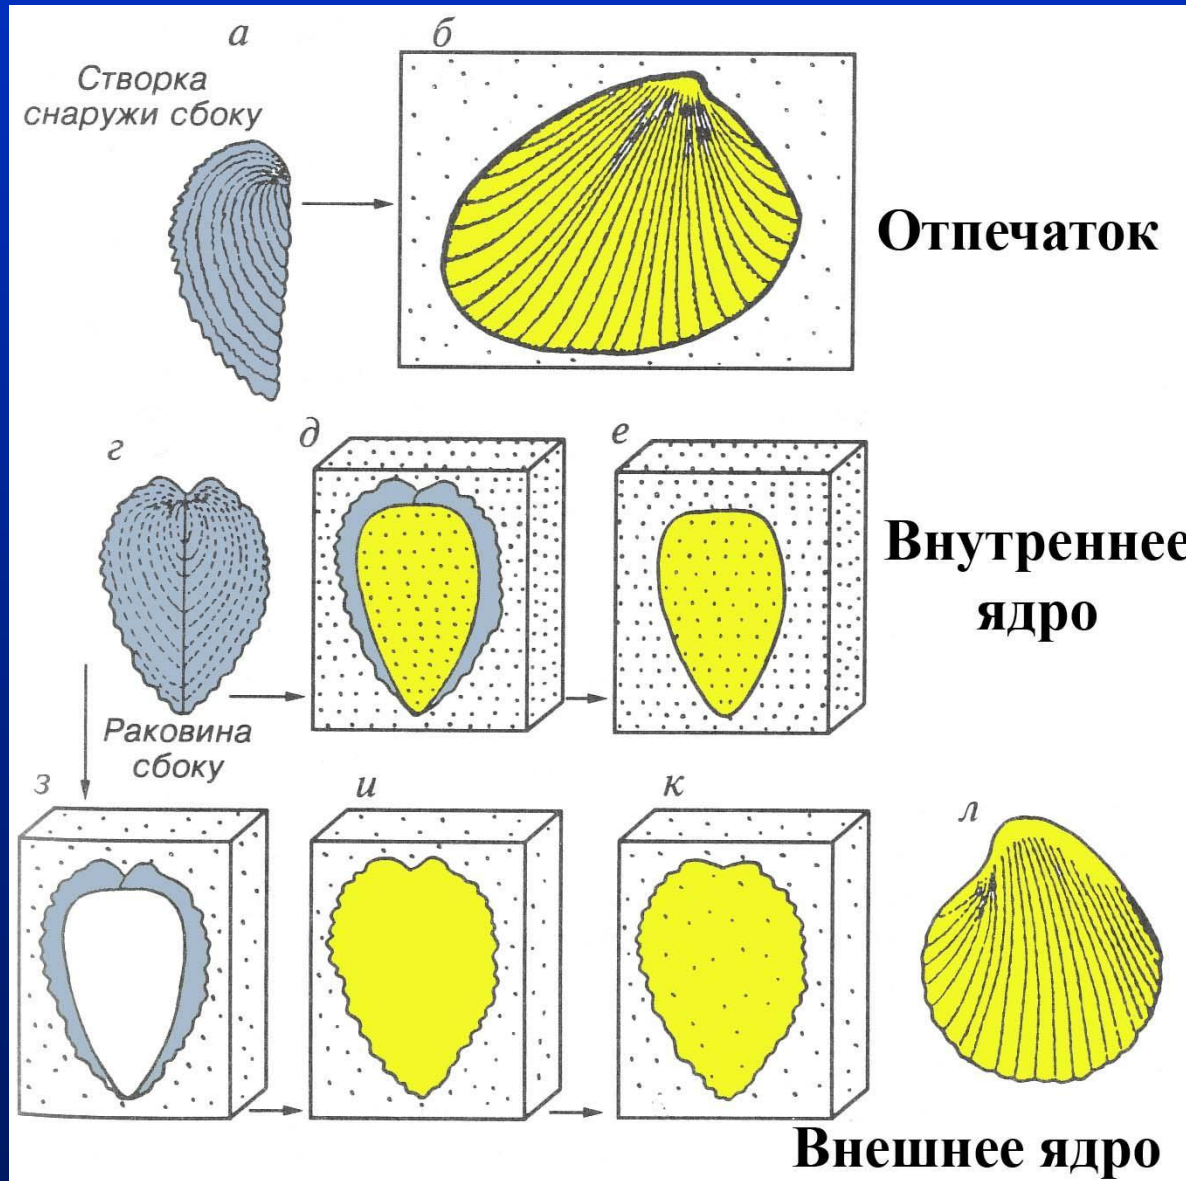 а
б
Створка
снаружи сбоку
Отпечаток
г
д
е
Внутреннее
ядро
Раковина
сбоку
з
и
к
л
Внешнее ядро